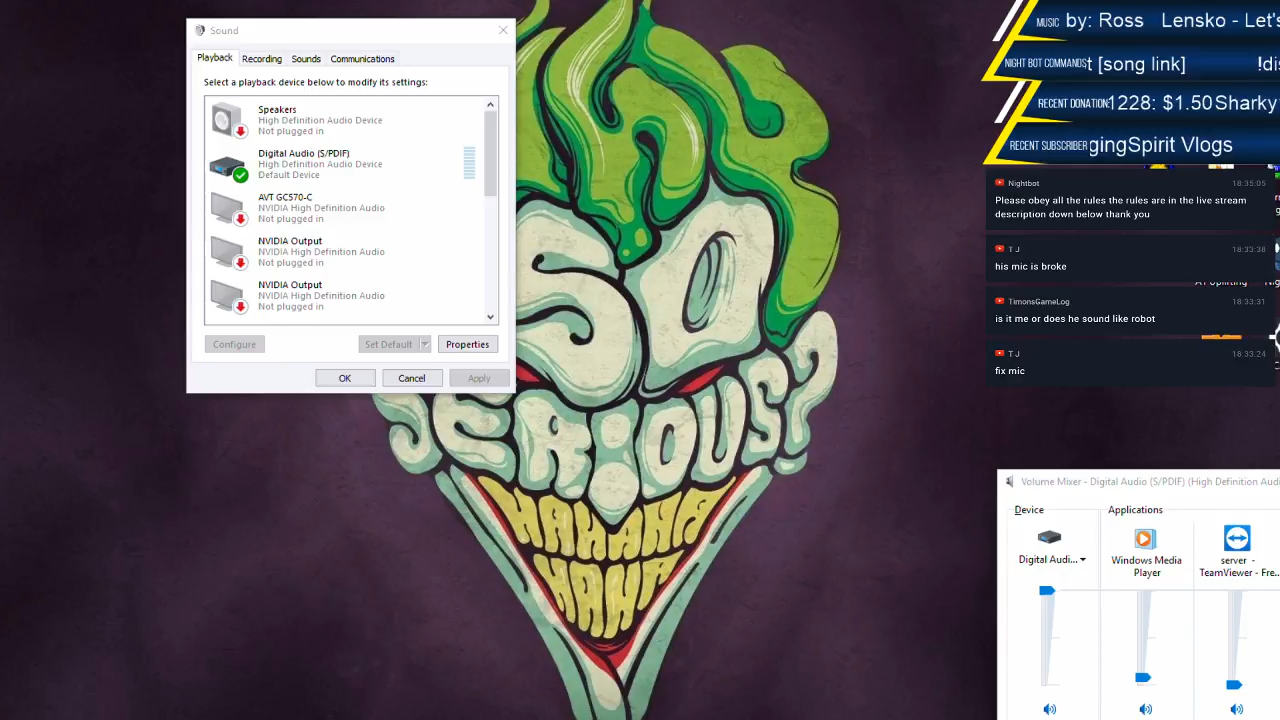 Sound
Playback
Recording
Sounds
Communications
Select a playback device below to modify its settings:
Speakers
High Definition Audio Device
Not plugged in
Digital Audio (S/PDIF)
High Definition Audio Device
Default Device
AVT GC570-C
NVIDIA High Definition Audio
Not plugged in
NVIDIA Output
NVIDIA High Definition Audio
Not plugged in
NVIDIA Output
NVIDIA High Definition Audio
Not plugged in
Configure
Set Default
Properties
OK
Cancel
Apply
SO
SERIOUS?
HAHAHA
HAHA
MUSIC by: Ross Lensko - Let's
NIGHT BOT COMMANDS t [song link] !dis
RECENT DONATION: 1228: $1.50 Sharky
RECENT SUBSCRIBER gingSpirit Vlogs
Nightbot 18:35:05
Please obey all the rules the rules are in the live stream
description down below thank you
T J 18:33:38
his mic is broke
TimonsGameLog 18:33:31
is it me or does he sound like robot
T J 18:33:24
fix mic
Volume Mixer - Digital Audio (S/PDIF) (High Definition Audi
Device
Applications
Digital Audi...
Windows Media
Player
server -
TeamViewer - Fre...